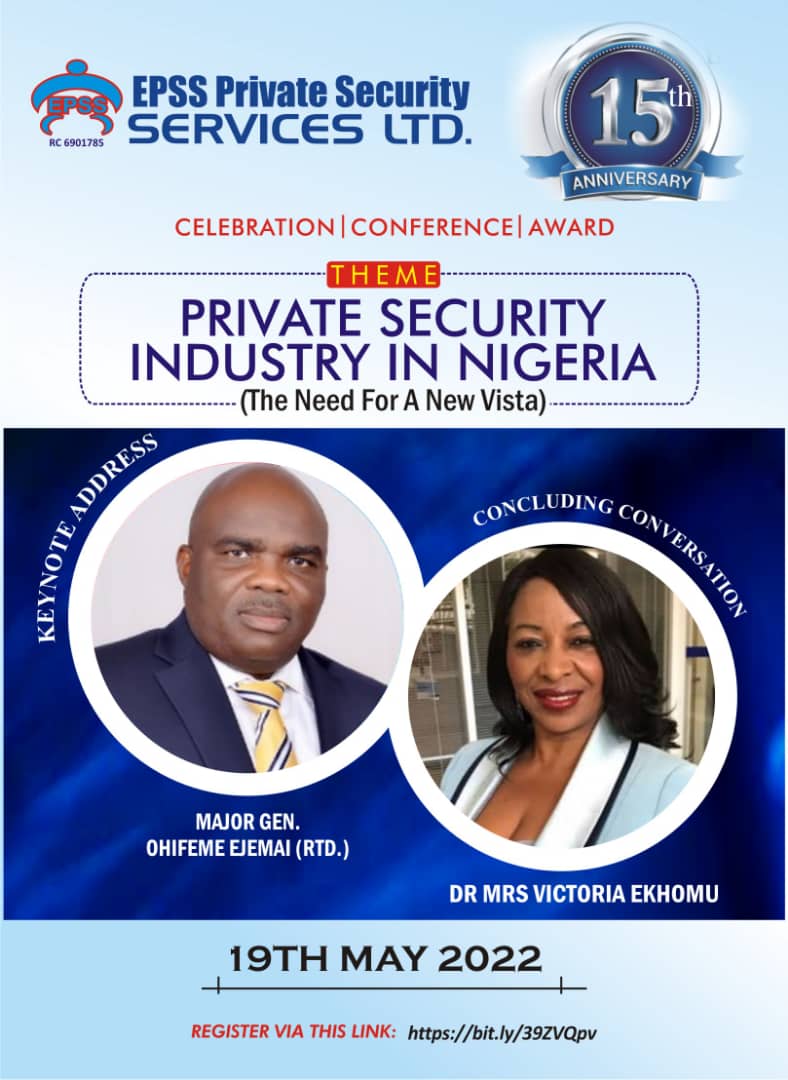 EPSS
RC 6901785
EPSS Private Security
SERVICES LTD.
15th
ANNIVERSARY
CELEBRATION|CONFERENCE|AWARD
THEME
PRIVATE SECURITY
INDUSTRY IN NIGERIA
(The Need For A New Vista)
KEYNOTE ADDRESS
CONCLUDING CONVERSATION
MAJOR GEN.
OHIFEME EJEMAI (RTD.)
DR MRS VICTORIA EKHOMU
19TH MAY 2022
REGISTER VIA THIS LINK: https://bit.ly/39ZVQpv